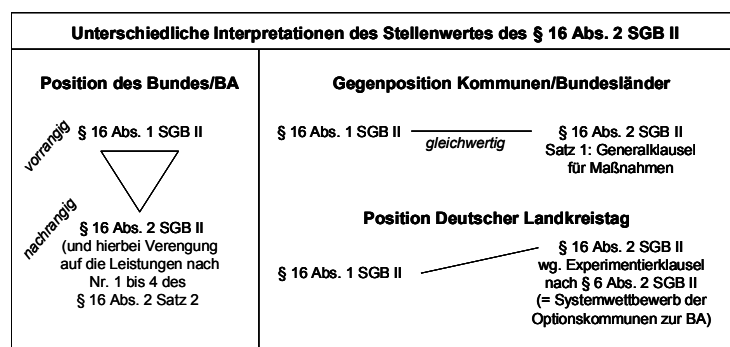 Unterschiedliche Interpretationen des Stellenwertes des § 16 Abs. 2 SGB II
Position des Bundes/BA
vorrangig
§ 16 Abs. 1 SGB II
nachrangig
§ 16 Abs. 2 SGB II
(und hierbei Verengung
auf die Leistungen nach
Nr. 1 bis 4 des
§ 16 Abs. 2 Satz 2
Gegenposition Kommunen/Bundesländer
§ 16 Abs. 1 SGB II
gleichwertig
§ 16 Abs. 2 SGB II
Satz 1: Generalklausel
für Maßnahmen
Position Deutscher Landkreistag
§ 16 Abs. 1 SGB II
§ 16 Abs. 2 SGB II
wg. Experimentierklausel
nach § 6 Abs. 2 SGB II
(= Systemwettbewerb der
Optionskommunen zur BA)